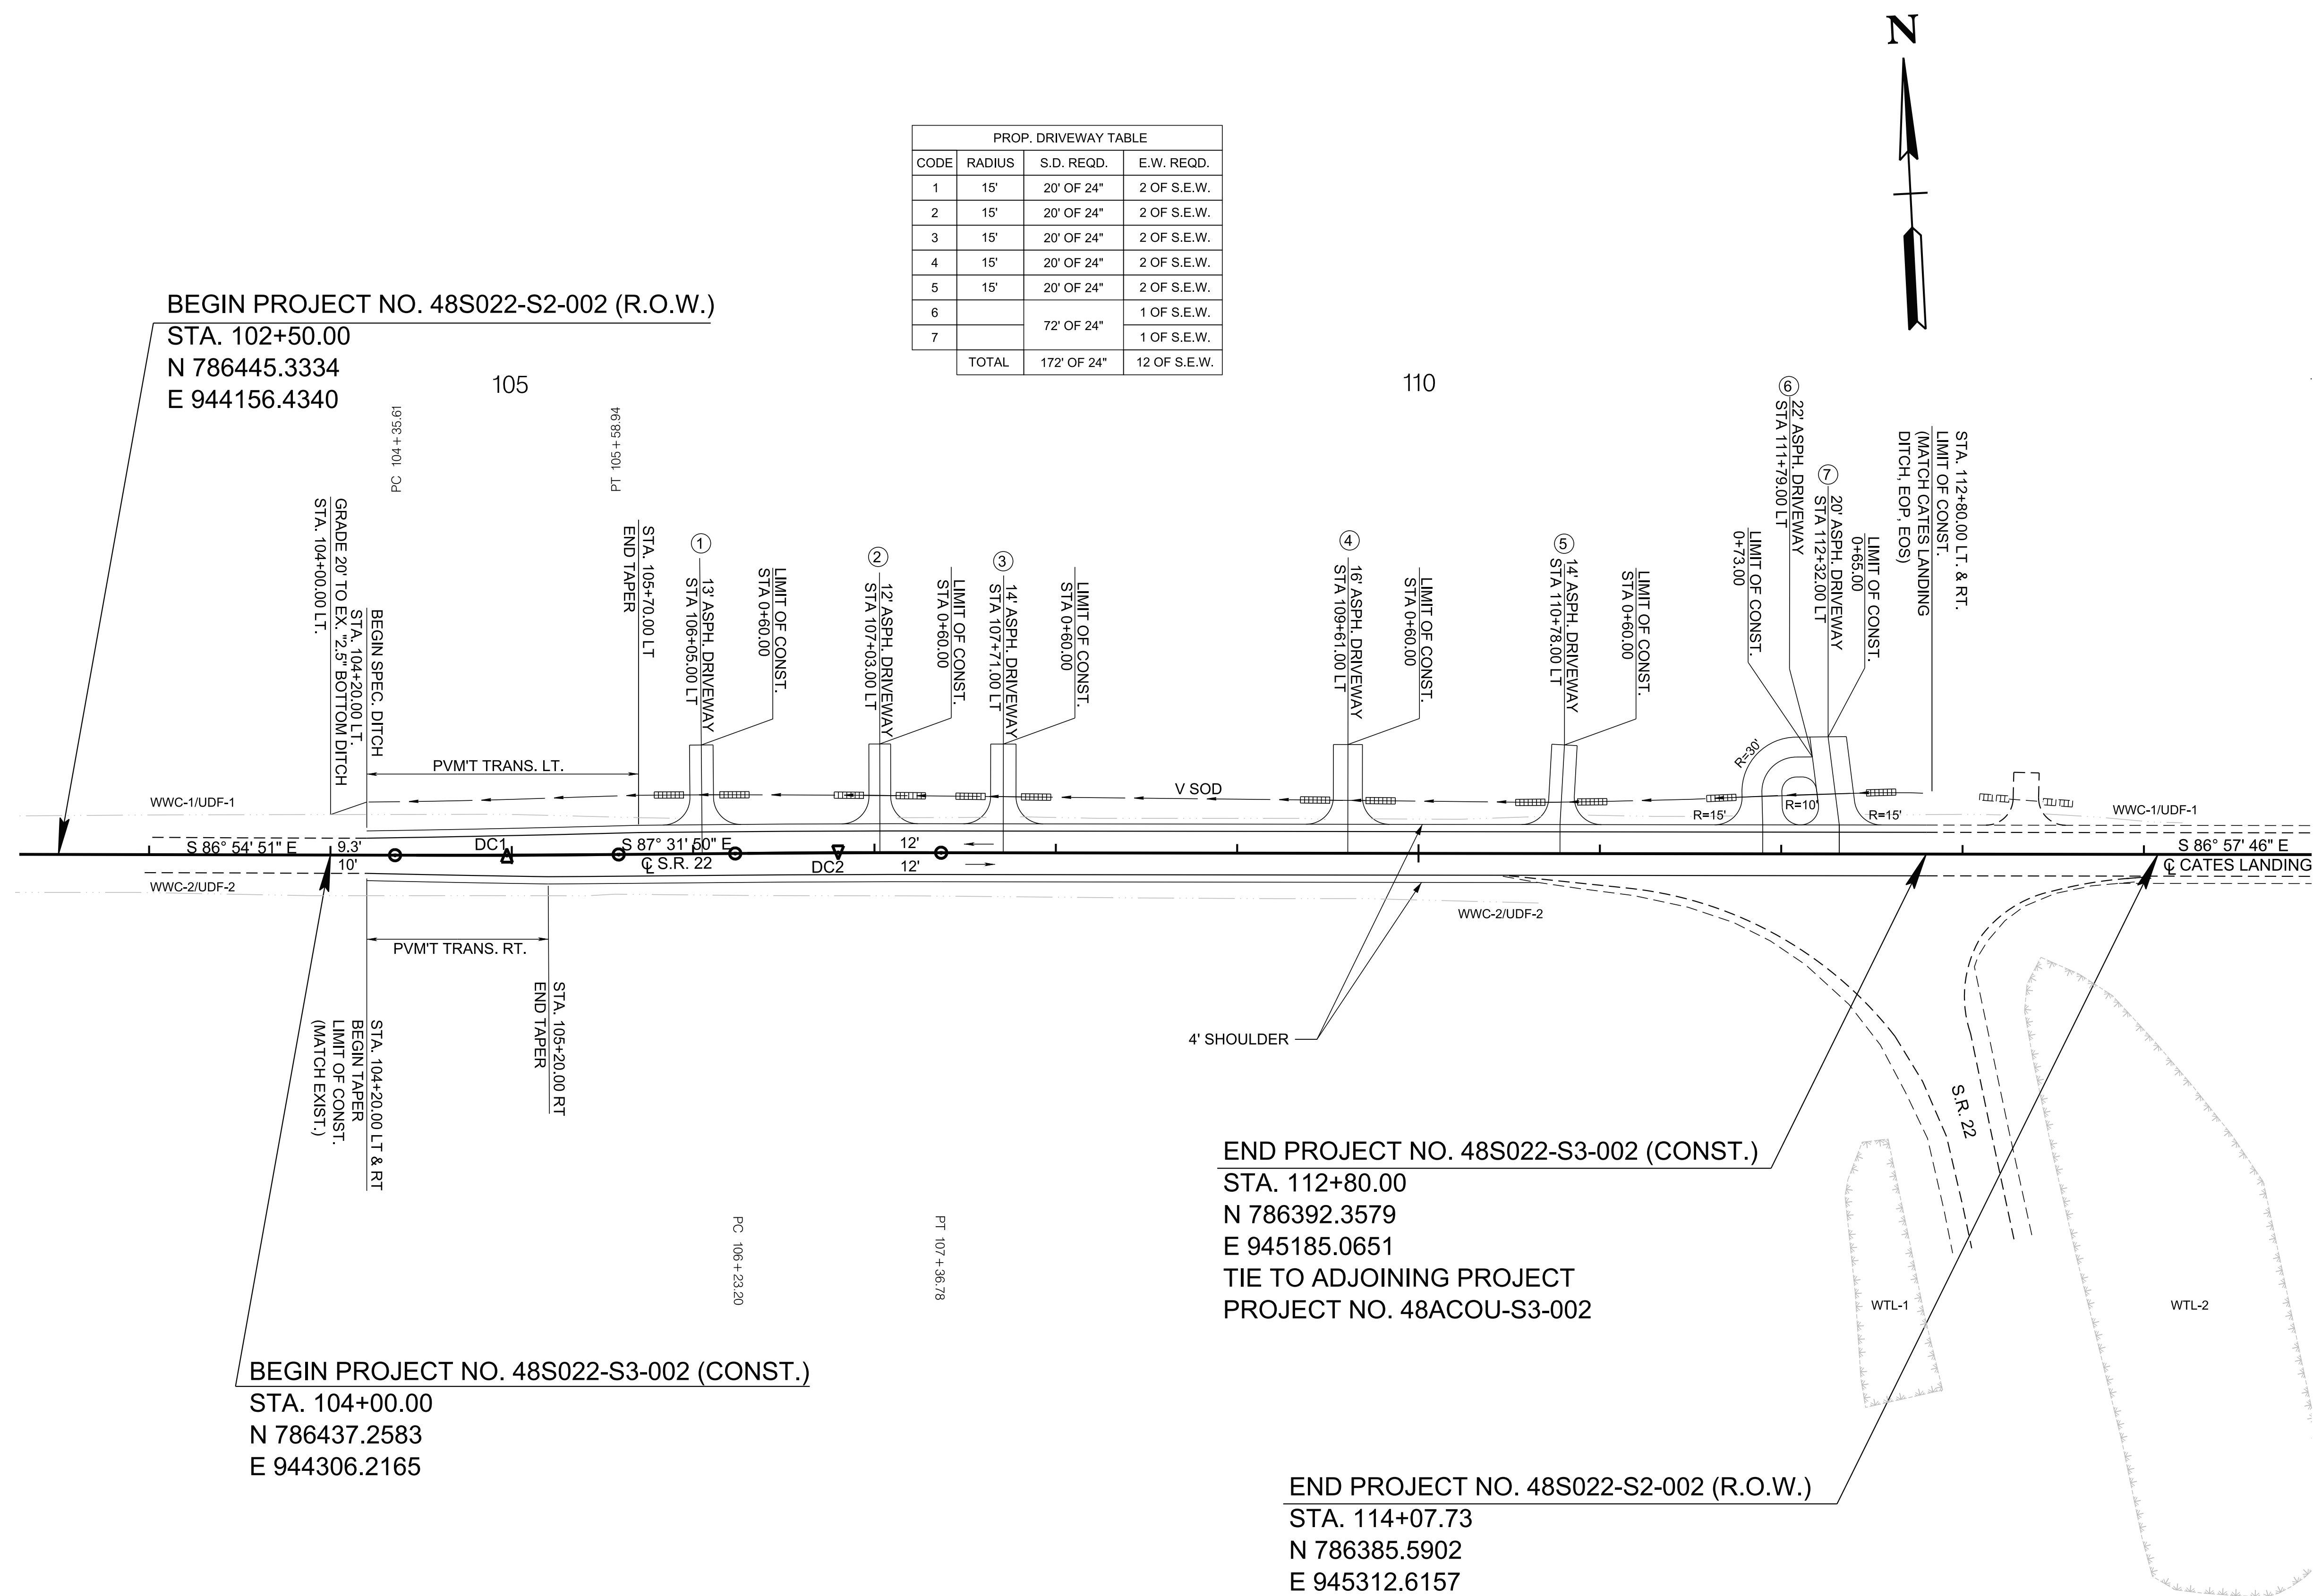 N
PROP. DRIVEWAY TABLE
CODE RADIUS S.D. REQD. E.W. REQD.
1 15' 20' OF 24" 2 OF S.E.W.
2 15' 20' OF 24" 2 OF S.E.W.
3 15' 20' OF 24" 2 OF S.E.W.
4 15' 20' OF 24" 2 OF S.E.W.
5 15' 20' OF 24" 2 OF S.E.W.
6 72' OF 24" 1 OF S.E.W.
7 1 OF S.E.W.
TOTAL 172' OF 24" 12 OF S.E.W.
BEGIN PROJECT NO. 48S022-S2-002 (R.O.W.)
STA. 102+50.00
N 786445.3334
E 944156.4340
105
110
PC 104+35.61
PT 105+58.94
GRADE 20' TO EX. "2.5" BOTTOM DITCH
STA. 104+00.00 LT.
BEGIN SPEC. DITCH
STA. 104+20.00 LT.
STA. 105+70.00 LT
END TAPER
1
13' ASPH. DRIVEWAY
STA 106+05.00 LT
LIMIT OF CONST.
STA 0+60.00
2
12' ASPH. DRIVEWAY
STA 107+03.00 LT
LIMIT OF CONST.
STA 0+60.00
3
14' ASPH. DRIVEWAY
STA 107+71.00 LT
LIMIT OF CONST.
STA 0+60.00
4
16' ASPH. DRIVEWAY
STA 109+61.00 LT
LIMIT OF CONST.
STA 0+60.00
5
14' ASPH. DRIVEWAY
STA 110+78.00 LT
LIMIT OF CONST.
STA 0+60.00
6
22' ASPH. DRIVEWAY
STA 111+79.00 LT
LIMIT OF CONST.
0+73.00
7
20' ASPH. DRIVEWAY
STA 112+32.00 LT
LIMIT OF CONST.
0+65.00
STA. 112+80.00 LT. & RT.
LIMIT OF CONST.
(MATCH CATES LANDING
DITCH, EOP, EOS)
PVM'T TRANS. LT.
V SOD
R=30'
R=10'
R=15'
R=15'
WWC-1/UDF-1
WWC-1/UDF-1
S 86° 54' 51" E
9.3'
10'
DC1
S 87° 31' 50" E
℄ S.R. 22
DC2
12'
12'
S 86° 57' 46" E
℄ CATES LANDING
WWC-2/UDF-2
WWC-2/UDF-2
PVM'T TRANS. RT.
STA. 105+20.00 RT
END TAPER
STA. 104+20.00 LT & RT
BEGIN TAPER
LIMIT OF CONST.
(MATCH EXIST.)
4' SHOULDER
S.R. 22
PC 106+23.20
PT 107+36.78
END PROJECT NO. 48S022-S3-002 (CONST.)
STA. 112+80.00
N 786392.3579
E 945185.0651
TIE TO ADJOINING PROJECT
PROJECT NO. 48ACOU-S3-002
WTL-1
WTL-2
BEGIN PROJECT NO. 48S022-S3-002 (CONST.)
STA. 104+00.00
N 786437.2583
E 944306.2165
END PROJECT NO. 48S022-S2-002 (R.O.W.)
STA. 114+07.73
N 786385.5902
E 945312.6157